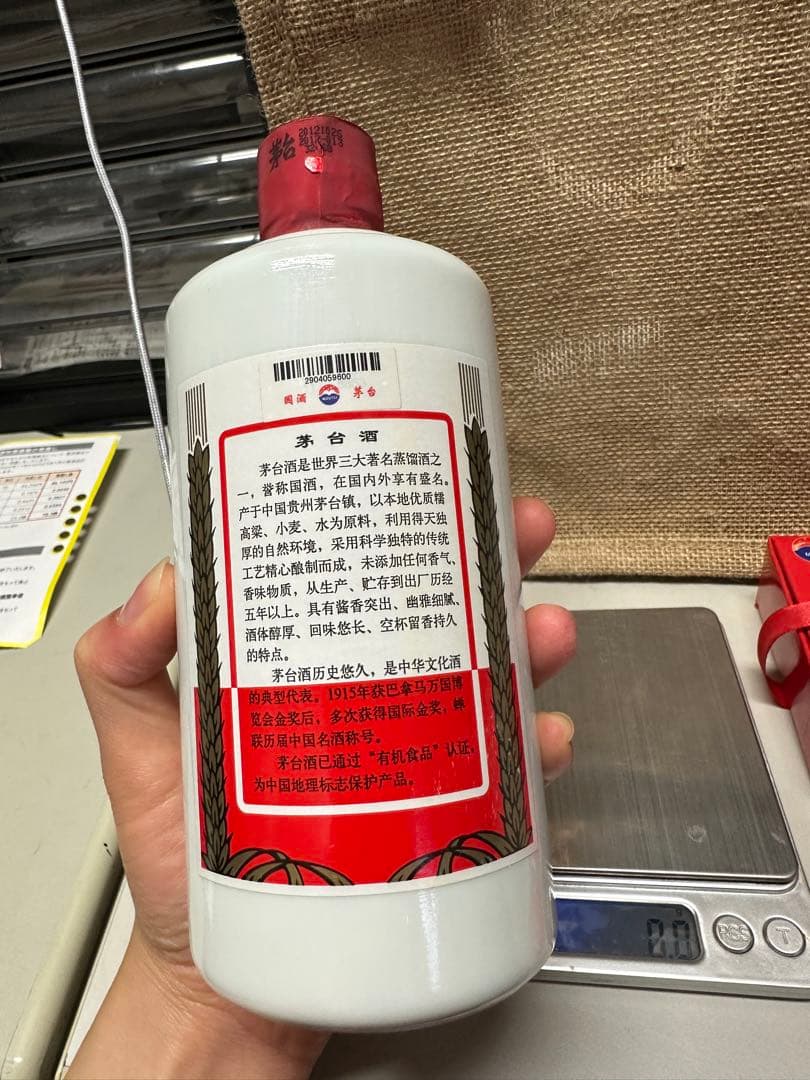 茅台
2904059600
国酒 茅台
茅台酒
茅台酒是世界三大著名蒸馏酒之
一，誉称国酒，在国内外享有盛名。
产于中国贵州茅台镇，以本地优质糯
高粱、小麦、水为原料，利用得天独
厚的自然环境，采用科学独特的传统
工艺精心酿制而成，未添加任何香气、
香味物质，从生产、贮存到出厂历经
五年以上。具有酱香突出、幽雅细腻、
酒体醇厚、回味悠长、空杯留香持久
的特点。
茅台酒历史悠久，是中华文化酒
的典型代表。1915年获巴拿马万国博
览会金奖后，多次获得国际金奖，蝉
联历届中国名酒称号。
茅台酒已通过“有机食品”认证，
为中国地理标志保护产品。
0.0
g
PCS
T